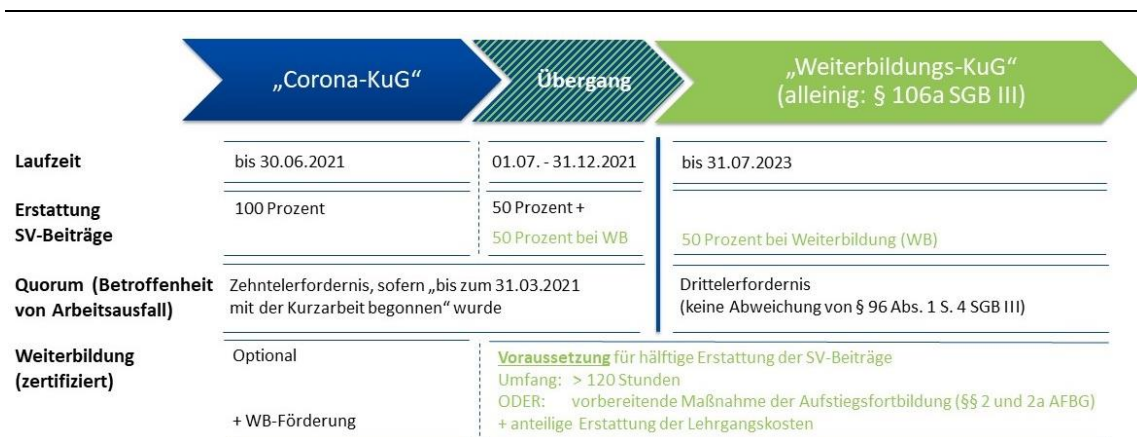 „Corona-KuG“
Übergang
„Weiterbildungs-KuG“
(alleinig: § 106a SGB III)
Laufzeit
bis 30.06.2021
01.07. - 31.12.2021
bis 31.07.2023
Erstattung
SV-Beiträge
100 Prozent
50 Prozent +
50 Prozent bei WB
50 Prozent bei Weiterbildung (WB)
Quorum (Betroffenheit
von Arbeitsausfall)
Zehntelerfordernis, sofern „bis zum 31.03.2021
mit der Kurzarbeit begonnen“ wurde
Drittelerfordernis
(keine Abweichung von § 96 Abs. 1 S. 4 SGB III)
Weiterbildung
(zertifiziert)
Optional
+ WB-Förderung
Voraussetzung für hälftige Erstattung der SV-Beiträge
Umfang: > 120 Stunden
ODER: vorbereitende Maßnahme der Aufstiegsfortbildung (§§ 2 und 2a AFBG)
+ anteilige Erstattung der Lehrgangskosten